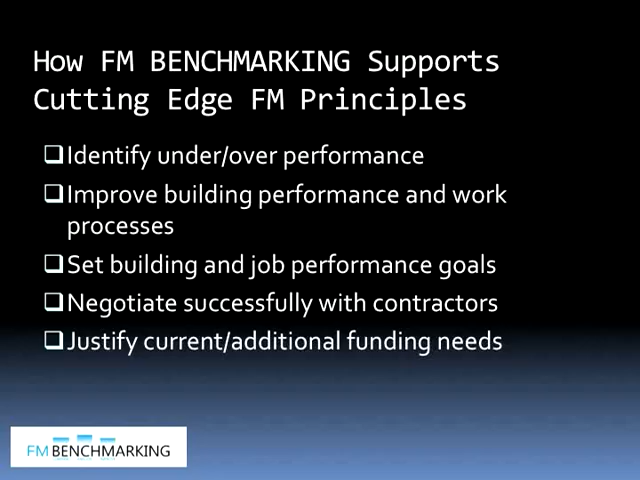 How FM BENCHMARKING Supports
Cutting Edge FM Principles
❑Identify under/over performance
❑Improve building performance and work
processes
❑Set building and job performance goals
❑Negotiate successfully with contractors
❑Justify current/additional funding needs
FM BENCHMARKING